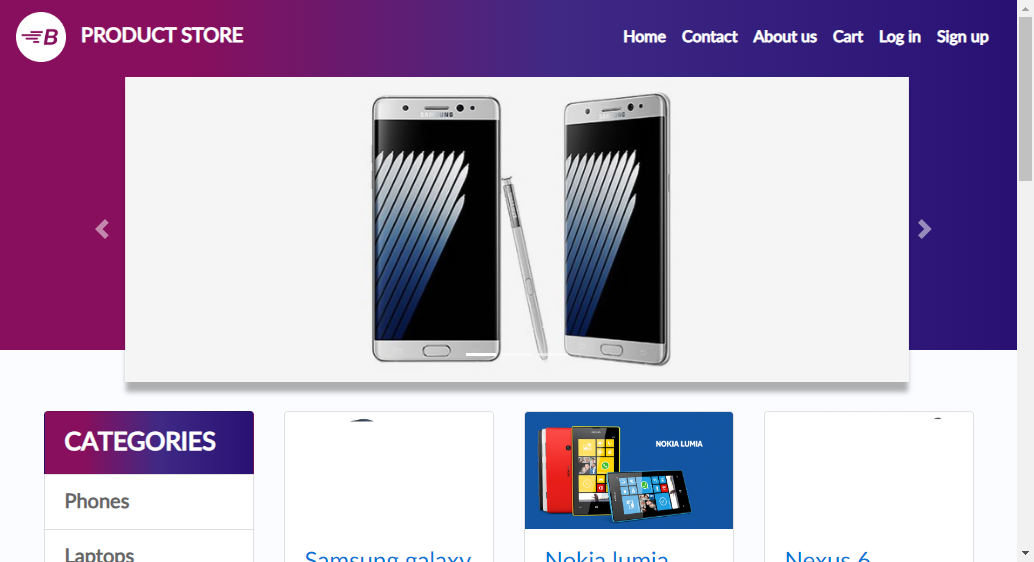 B PRODUCT STORE
Home Contact About us Cart Log in Sign up
SAMSUNG SAMSUNG
CATEGORIES
Phones
Laptops
NOKIA LUMIA
Samsung galaxy
Nokia lumia
Nexus 6